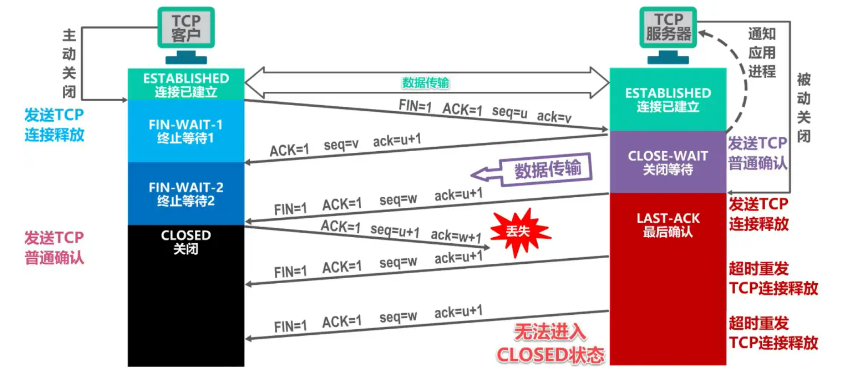 TCP
客户
TCP
服务器
主动关闭
通知
应用
进程
被动关闭
ESTABLISHED
连接已建立
数据传输
ESTABLISHED
连接已建立
FIN=1 ACK=1 seq=u ack=v
发送TCP
连接释放
FIN-WAIT-1
终止等待1
ACK=1 seq=v ack=u+1
CLOSE-WAIT
关闭等待
发送TCP
普通确认
数据传输
FIN-WAIT-2
终止等待2
FIN=1 ACK=1 seq=w ack=u+1
LAST-ACK
最后确认
发送TCP
连接释放
发送TCP
普通确认
CLOSED
关闭
ACK=1 seq=u+1 ack=w+1
丢失
FIN=1 ACK=1 seq=w ack=u+1
超时重发
TCP连接释放
FIN=1 ACK=1 seq=w ack=u+1
无法进入
CLOSED状态
超时重发
TCP连接释放